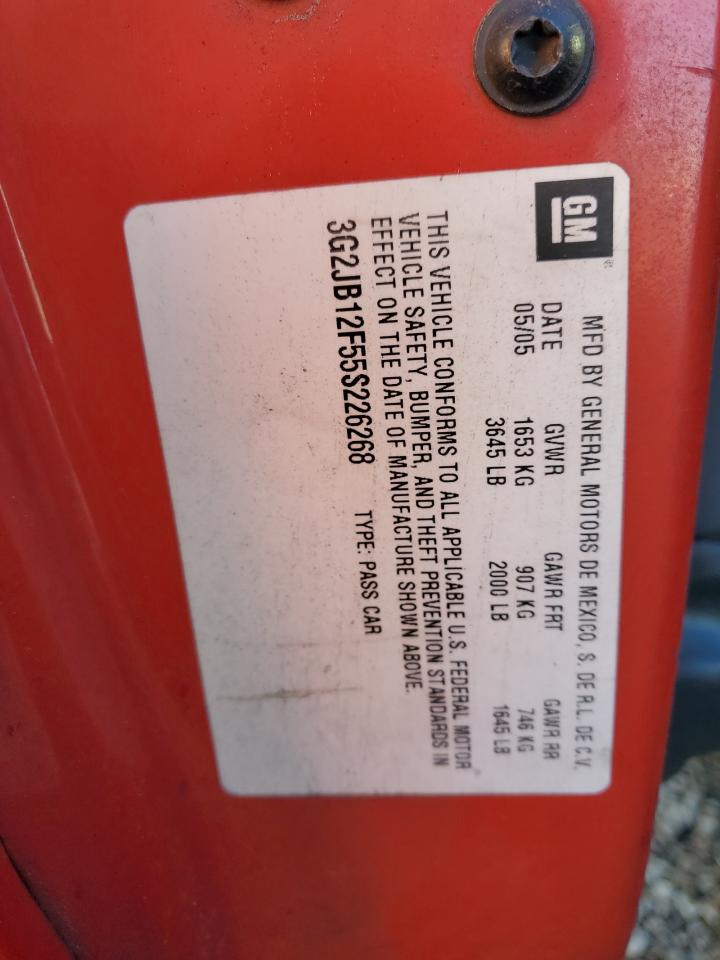 GM
MFD BY GENERAL MOTORS DE MEXICO, S. DE R.L. DE C.V.
DATE GVWR GAWR FRT GAWR RR
05/05 1653 KG 907 KG 746 KG
3645 LB 2000 LB 1645 LB
THIS VEHICLE CONFORMS TO ALL APPLICABLE U.S. FEDERAL MOTOR
VEHICLE SAFETY, BUMPER, AND THEFT PREVENTION STANDARDS IN
EFFECT ON THE DATE OF MANUFACTURE SHOWN ABOVE.
3G2JB12F55S226268 TYPE: PASS CAR